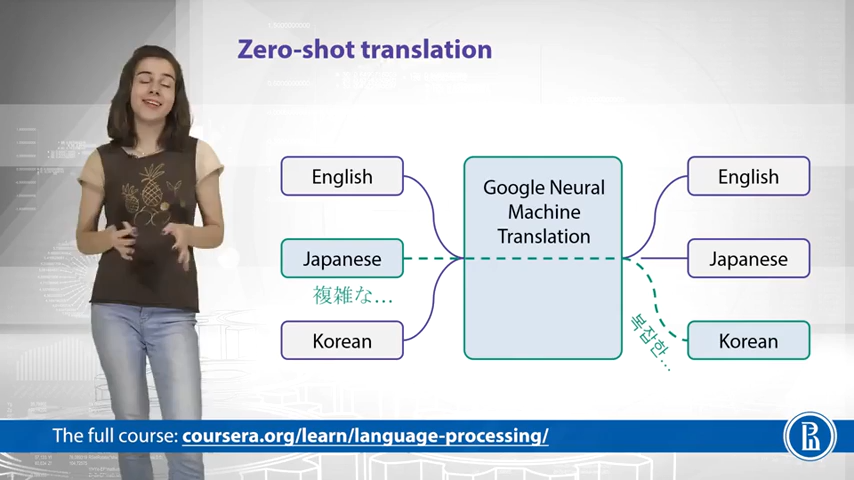 Zero-shot translation
English
Japanese
複雑な...
Korean
Google Neural
Machine
Translation
English
Japanese
Korean
복잡한...
The full course: coursera.org/learn/language-processing/